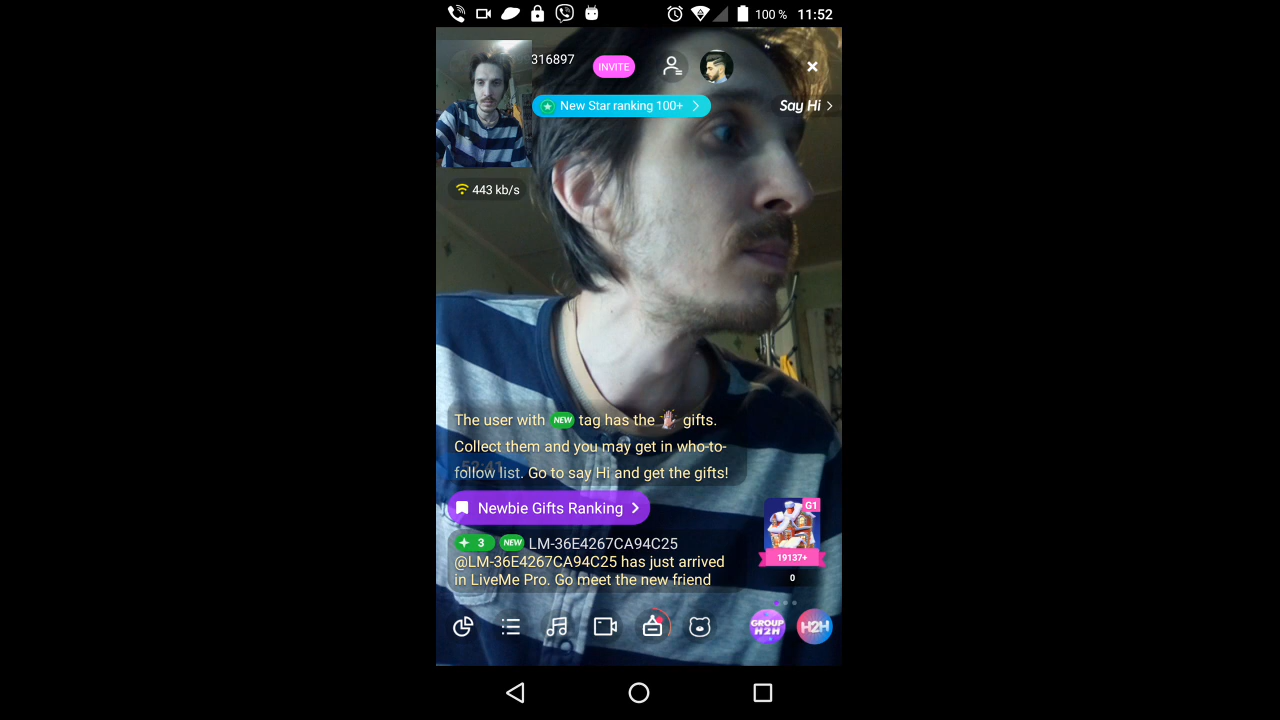 100 % 11:52
316897
INVITE
New Star ranking 100+
Say Hi
443 kb/s
The user with NEW tag has the gifts.
Collect them and you may get in who-to-
follow list. Go to say Hi and get the gifts!
Newbie Gifts Ranking
G1
19137+
0
3 NEW LM-36E4267CA94C25
@LM-36E4267CA94C25 has just arrived
in LiveMe Pro. Go meet the new friend
GROUP
H2H
H2H